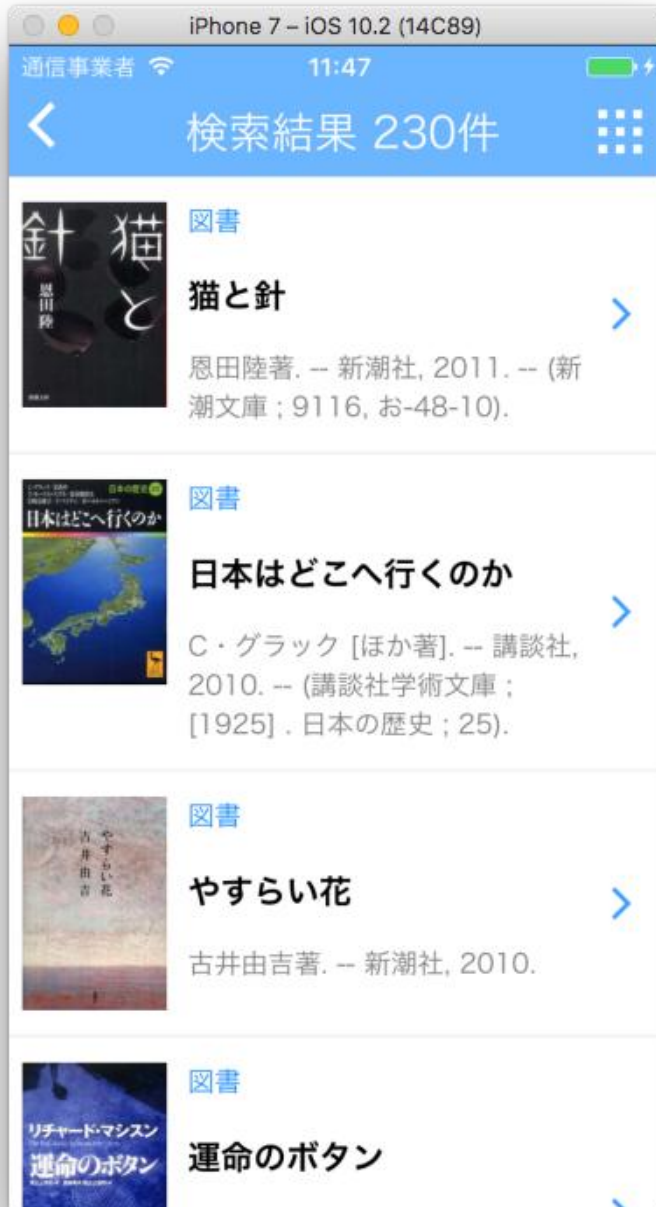 iPhone 7 – iOS 10.2 (14C89)
通信事業者 11:47
検索結果 230件
針 猫と
恩田陸
図書
猫と針
恩田陸著. -- 新潮社, 2011. -- (新
潮文庫 ; 9116, お-48-10).
日本の歴史 25
日本はどこへ行くのか
図書
日本はどこへ行くのか
C・グラック [ほか著]. -- 講談社,
2010. -- (講談社学術文庫 ;
[1925] . 日本の歴史 ; 25).
やすらい花
古井由吉
図書
やすらい花
古井由吉著. -- 新潮社, 2010.
リチャード・マシスン
運命のボタン
図書
運命のボタン